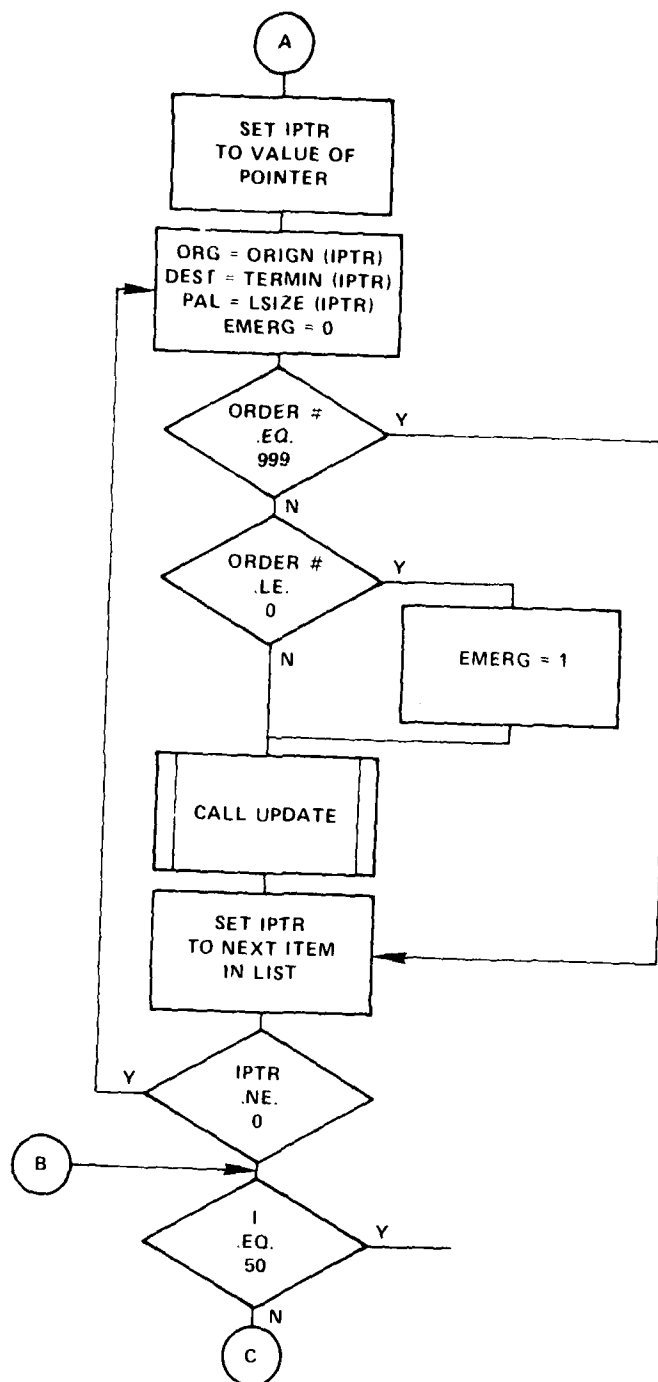 A
SET IPTR
TO VALUE OF
POINTER
ORG = ORIGN (IPTR)
DEST = TERMIN (IPTR)
PAL = LSIZE (IPTR)
EMERG = 0
ORDER #
.EQ.
999
Y
N
ORDER #
.LE.
0
Y
N
EMERG = 1
CALL UPDATE
SET IPTR
TO NEXT ITEM
IN LIST
Y
IPTR
.NE.
0
B
I
.EQ.
50
Y
N
C